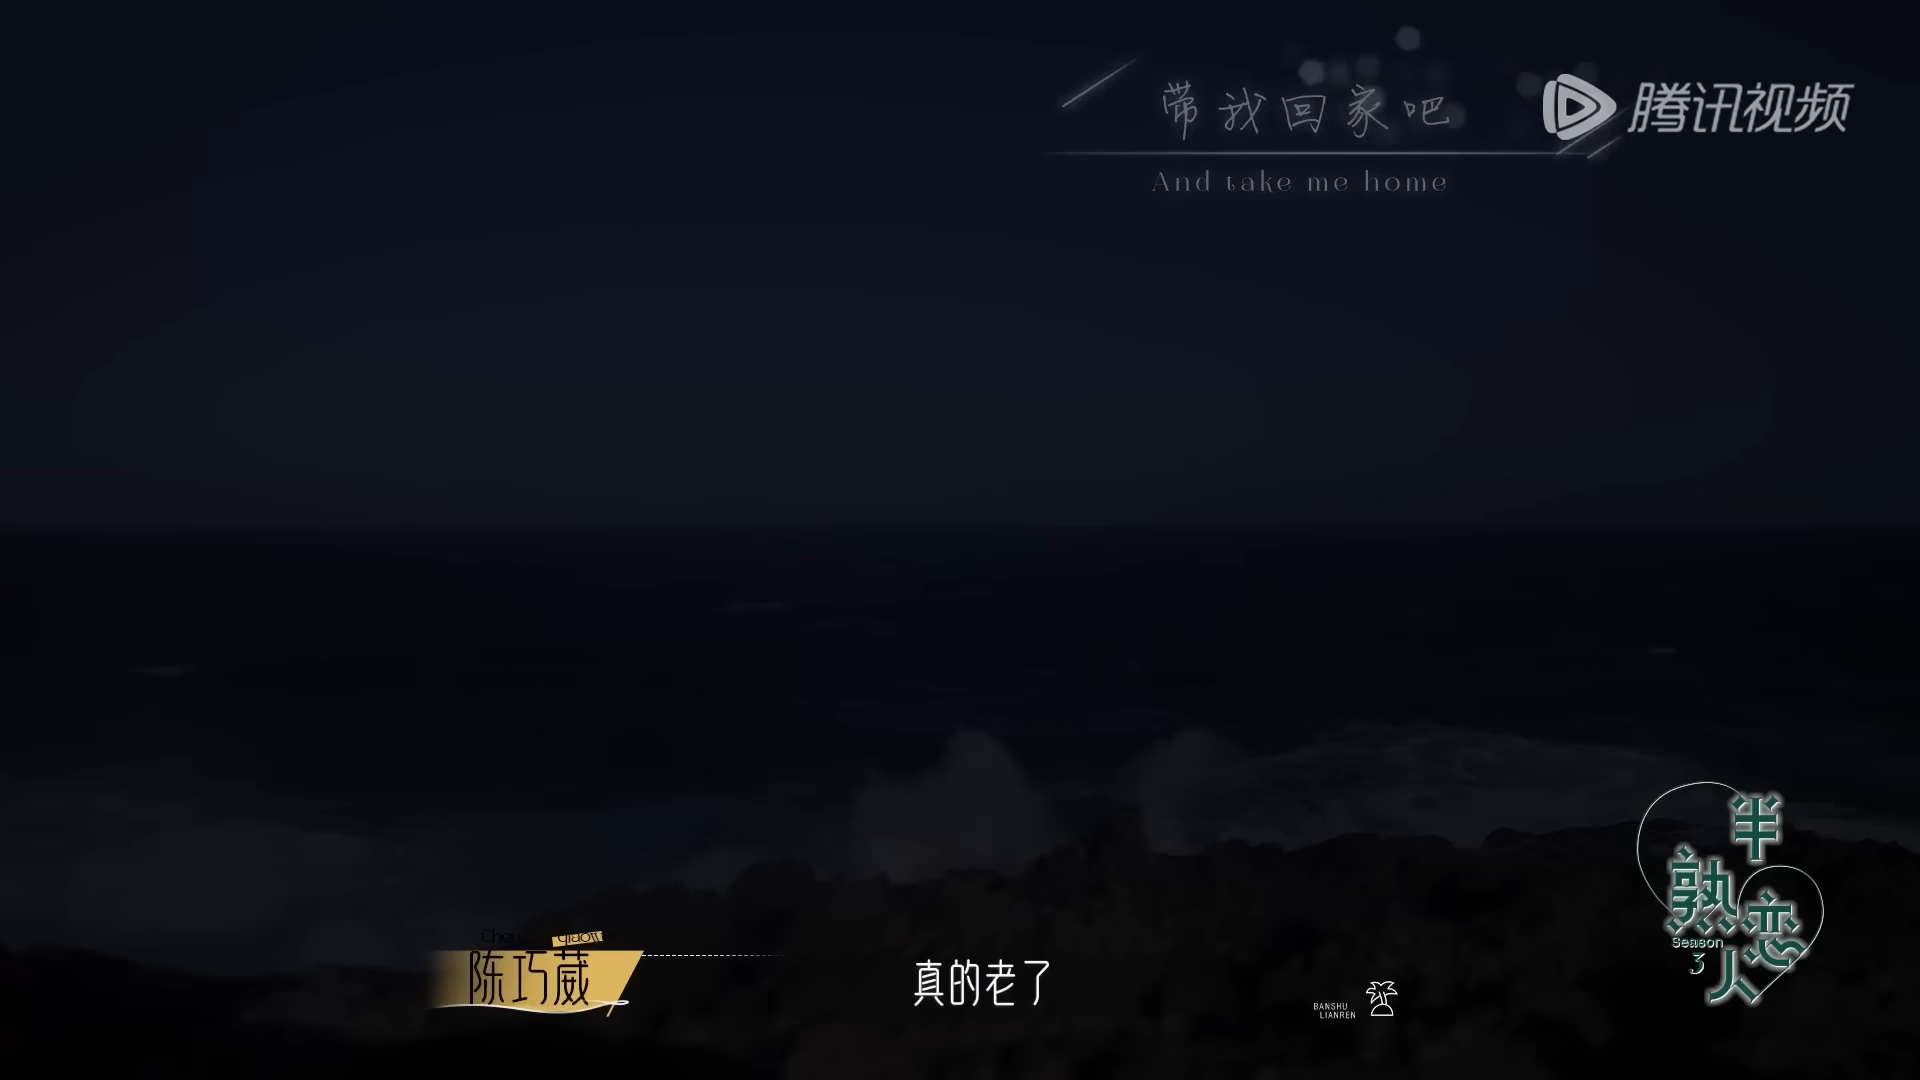 带我回家吧
腾讯视频
And take me home
半熟恋人
Season
3
陈巧葳
真的老了
BANSHU
LIANREN